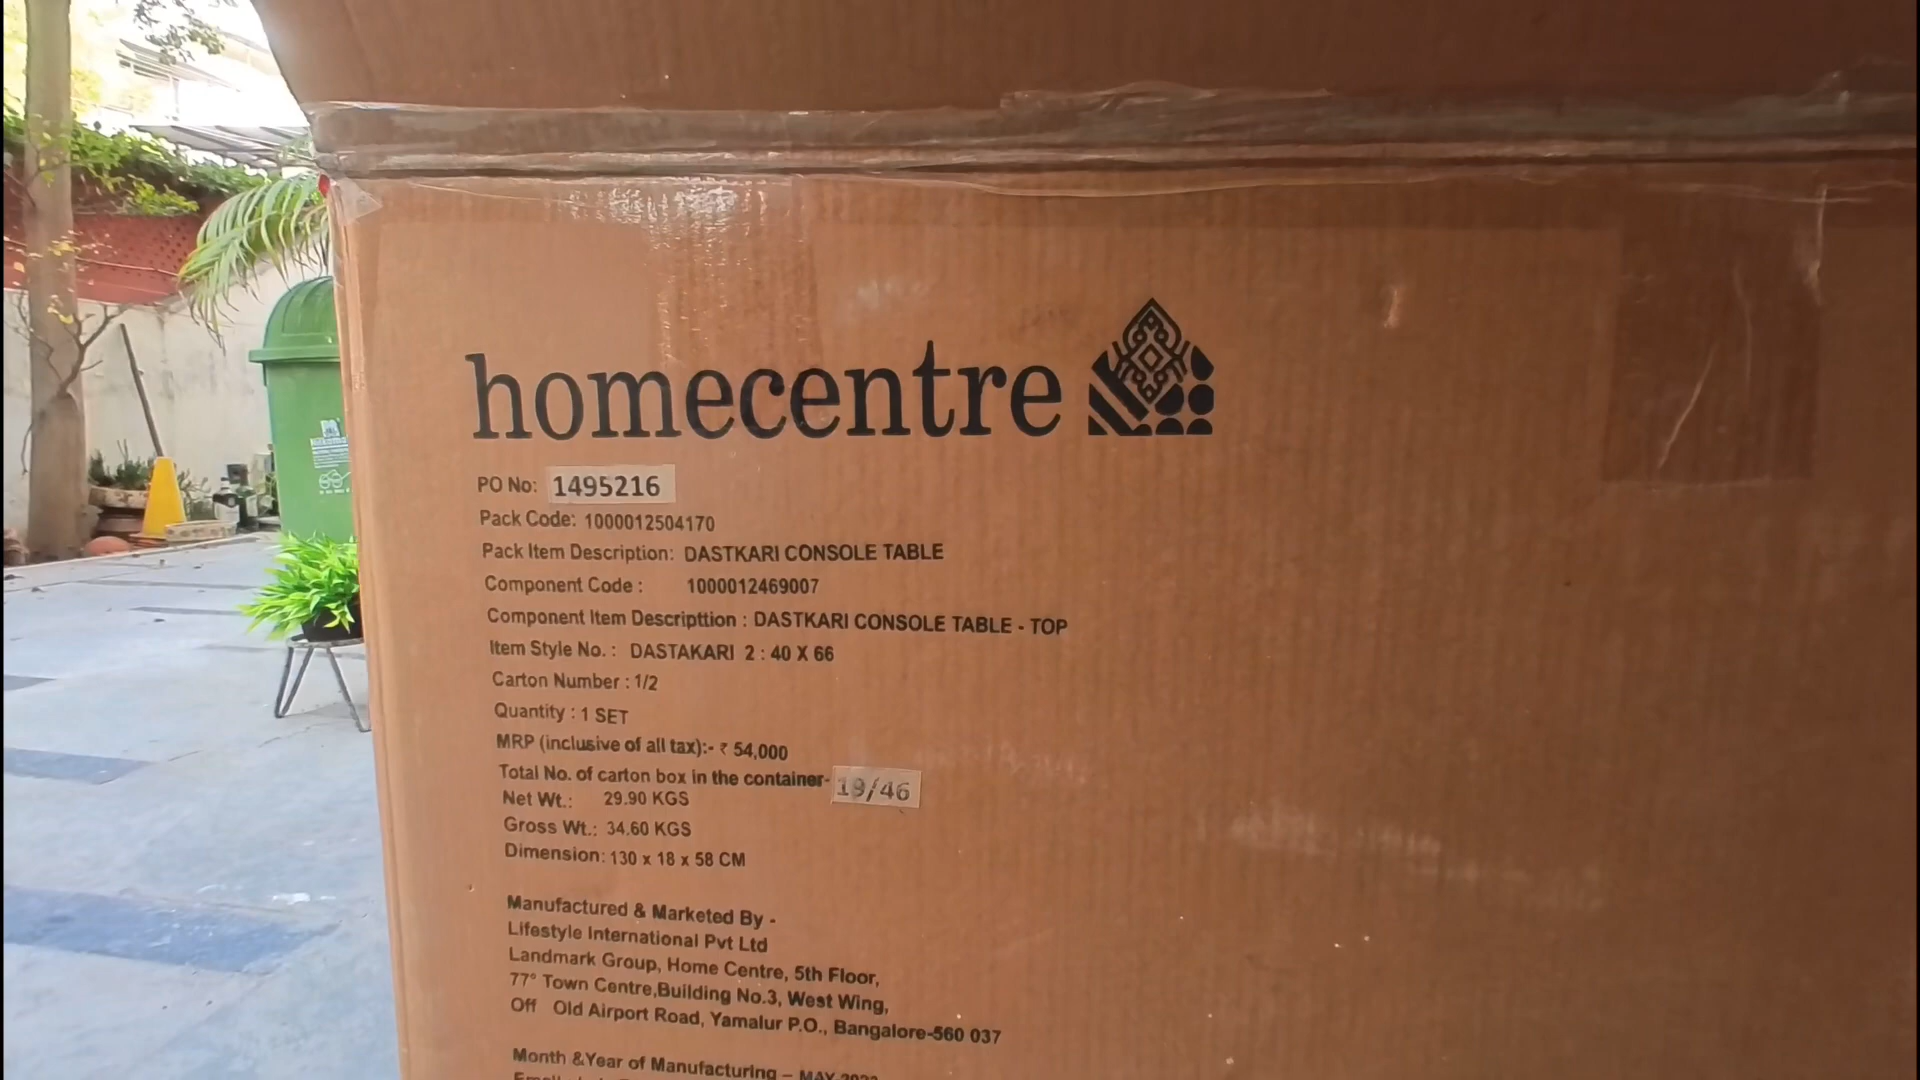 homecentre
PO No: 1495216
Pack Code: 1000012504170
Pack Item Description: DASTKARI CONSOLE TABLE
Component Code : 1000012469007
Component Item Descripttion : DASTKARI CONSOLE TABLE - TOP
Item Style No. : DASTAKARI 2 : 40 X 66
Carton Number : 1/2
Quantity : 1 SET
MRP (inclusive of all tax):- ₹ 54,000
Total No. of carton box in the container- 19/46
Net Wt.: 29.90 KGS
Gross Wt.: 34.60 KGS
Dimension: 130 x 18 x 58 CM
Manufactured & Marketed By -
Lifestyle International Pvt Ltd
Landmark Group, Home Centre, 5th Floor,
77° Town Centre,Building No.3, West Wing,
Off Old Airport Road, Yamalur P.O., Bangalore-560 037
Month &Year of Manufacturing – MAY